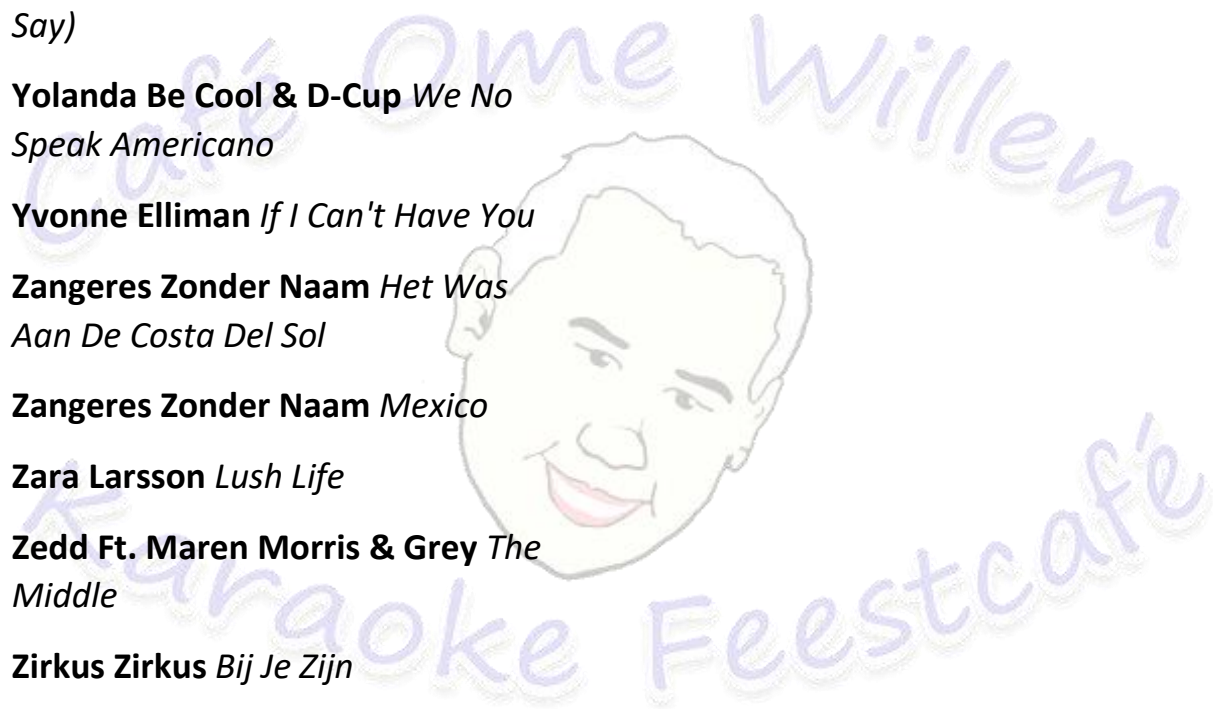 Say)
Yolanda Be Cool & D-Cup We No
Speak Americano
Yvonne Elliman If I Can't Have You
Zangeres Zonder Naam Het Was
Aan De Costa Del Sol
Zangeres Zonder Naam Mexico
Zara Larsson Lush Life
Zedd Ft. Maren Morris & Grey The
Middle
Zirkus Zirkus Bij Je Zijn
Café Ome Willem
Karaoke Feestcafé